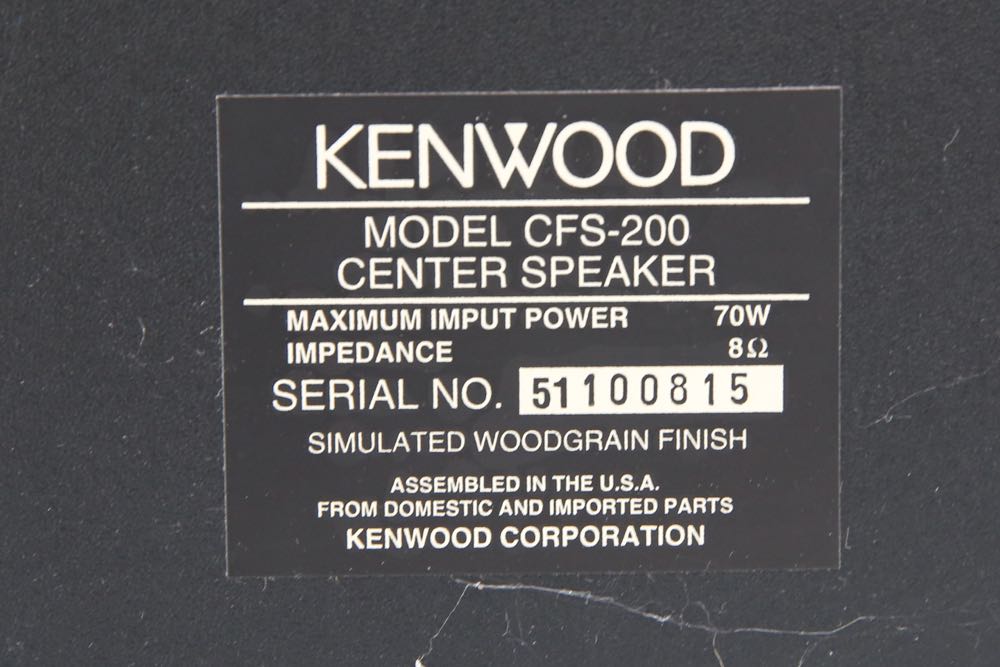 KENWOOD
MODEL CFS-200
CENTER SPEAKER
MAXIMUM IMPUT POWER 70W
IMPEDANCE 8Ω
SERIAL NO. 51100815
SIMULATED WOODGRAIN FINISH
ASSEMBLED IN THE U.S.A.
FROM DOMESTIC AND IMPORTED PARTS
KENWOOD CORPORATION